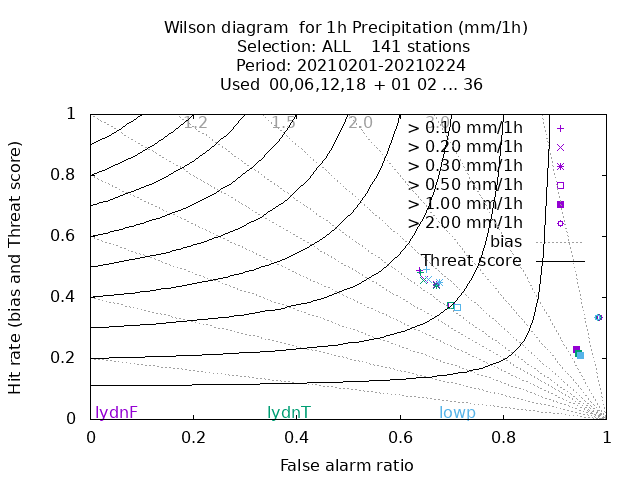 Wilson diagram  for 1h Precipitation (mm/1h)
Selection: ALL    141 stations
Period: 20210201-20210224
Used  00,06,12,18  + 01 02 ... 36
1.2 1.5 2.0 3.0
> 0.10 mm/1h
> 0.20 mm/1h
> 0.30 mm/1h
> 0.50 mm/1h
> 1.00 mm/1h
> 2.00 mm/1h
bias
Threat score
Hit rate (bias and Threat score)
1
0.8
0.6
0.4
0.2
0
lydnF lydnT lowp
0 0.2 0.4 0.6 0.8 1
False alarm ratio